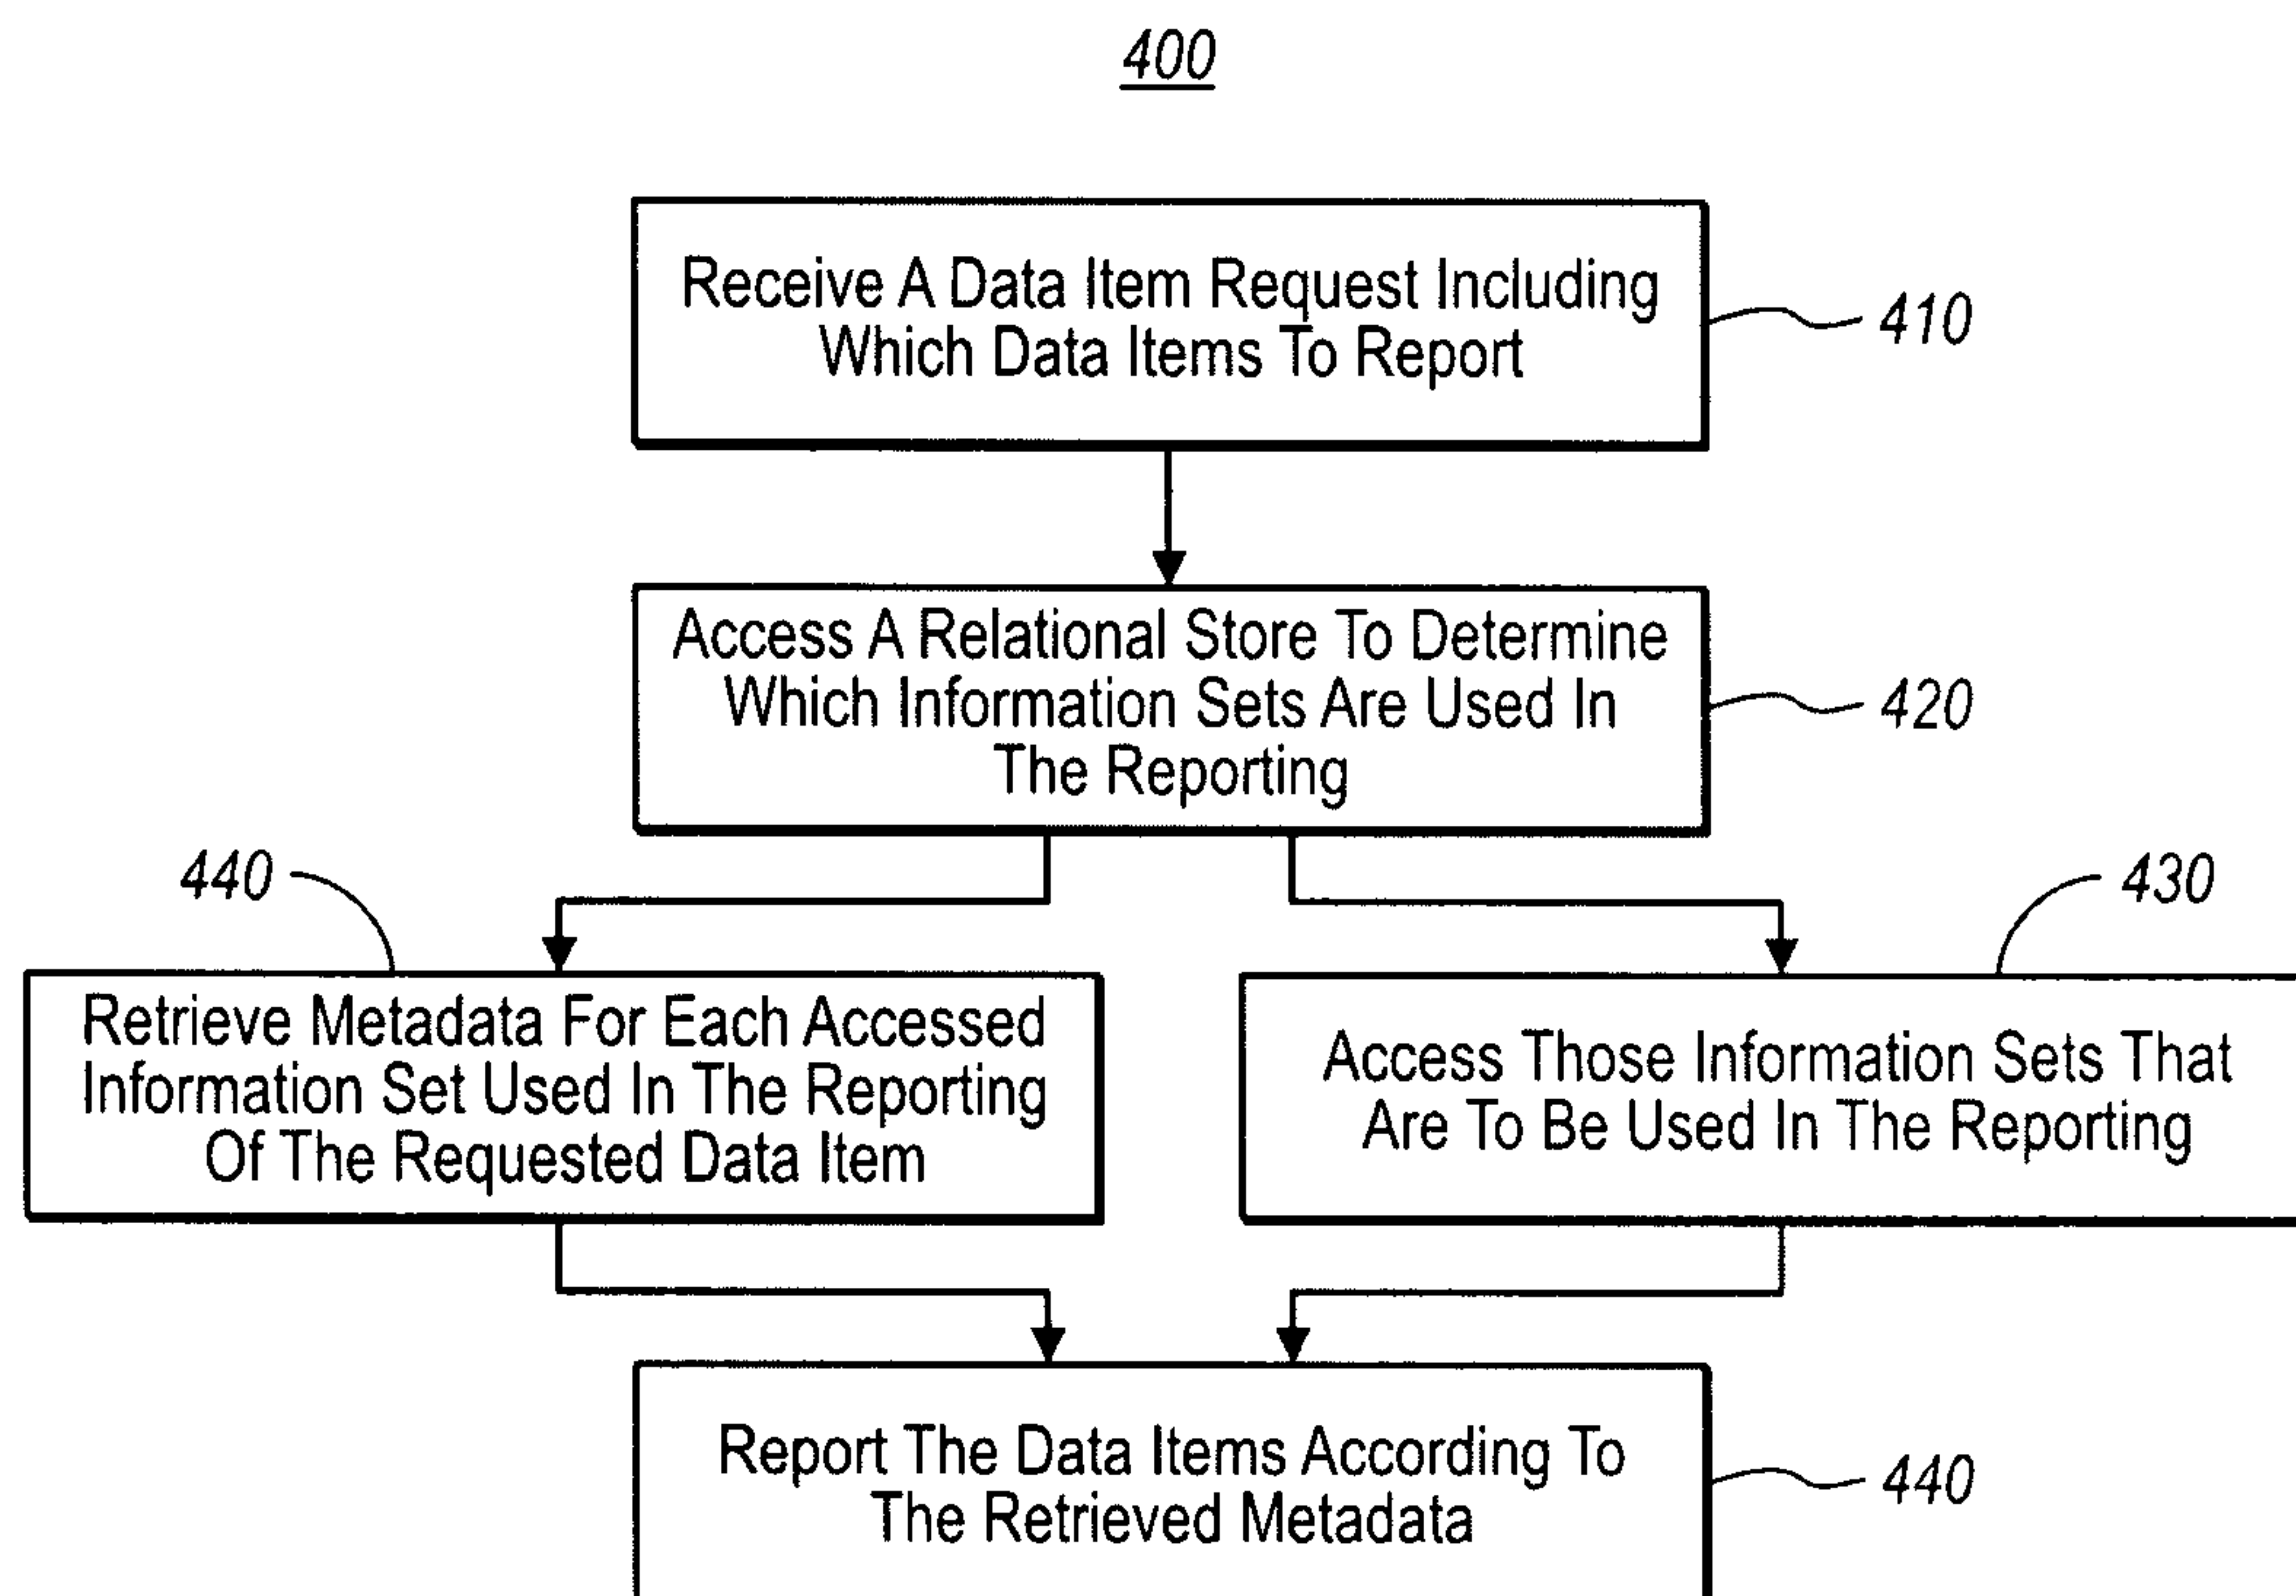 400
Receive A Data Item Request Including
Which Data Items To Report
410
Access A Relational Store To Determine
Which Information Sets Are Used In
The Reporting
420
440
Retrieve Metadata For Each Accessed
Information Set Used In The Reporting
Of The Requested Data Item
430
Access Those Information Sets That
Are To Be Used In The Reporting
Report The Data Items According To
The Retrieved Metadata
440